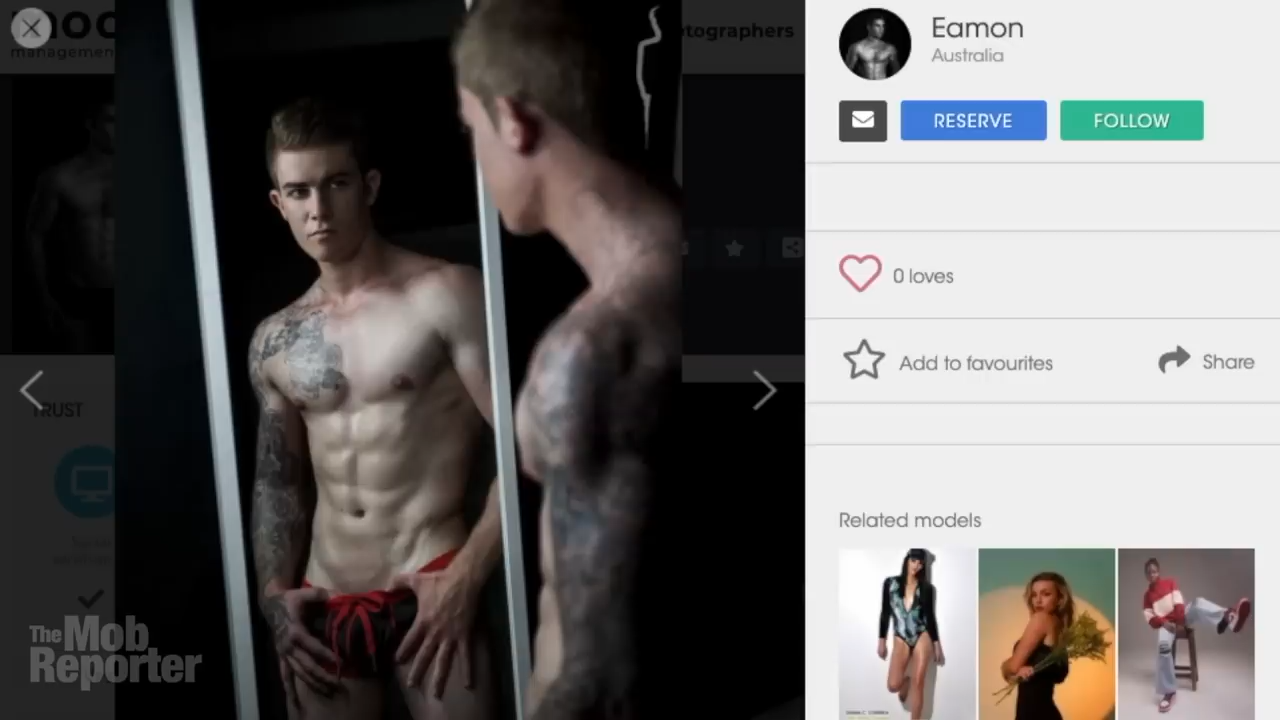 management
otographers
Eamon
Australia
RESERVE
FOLLOW
0 loves
Add to favourites
Share
TRUST
Related models
The Mob
Reporter